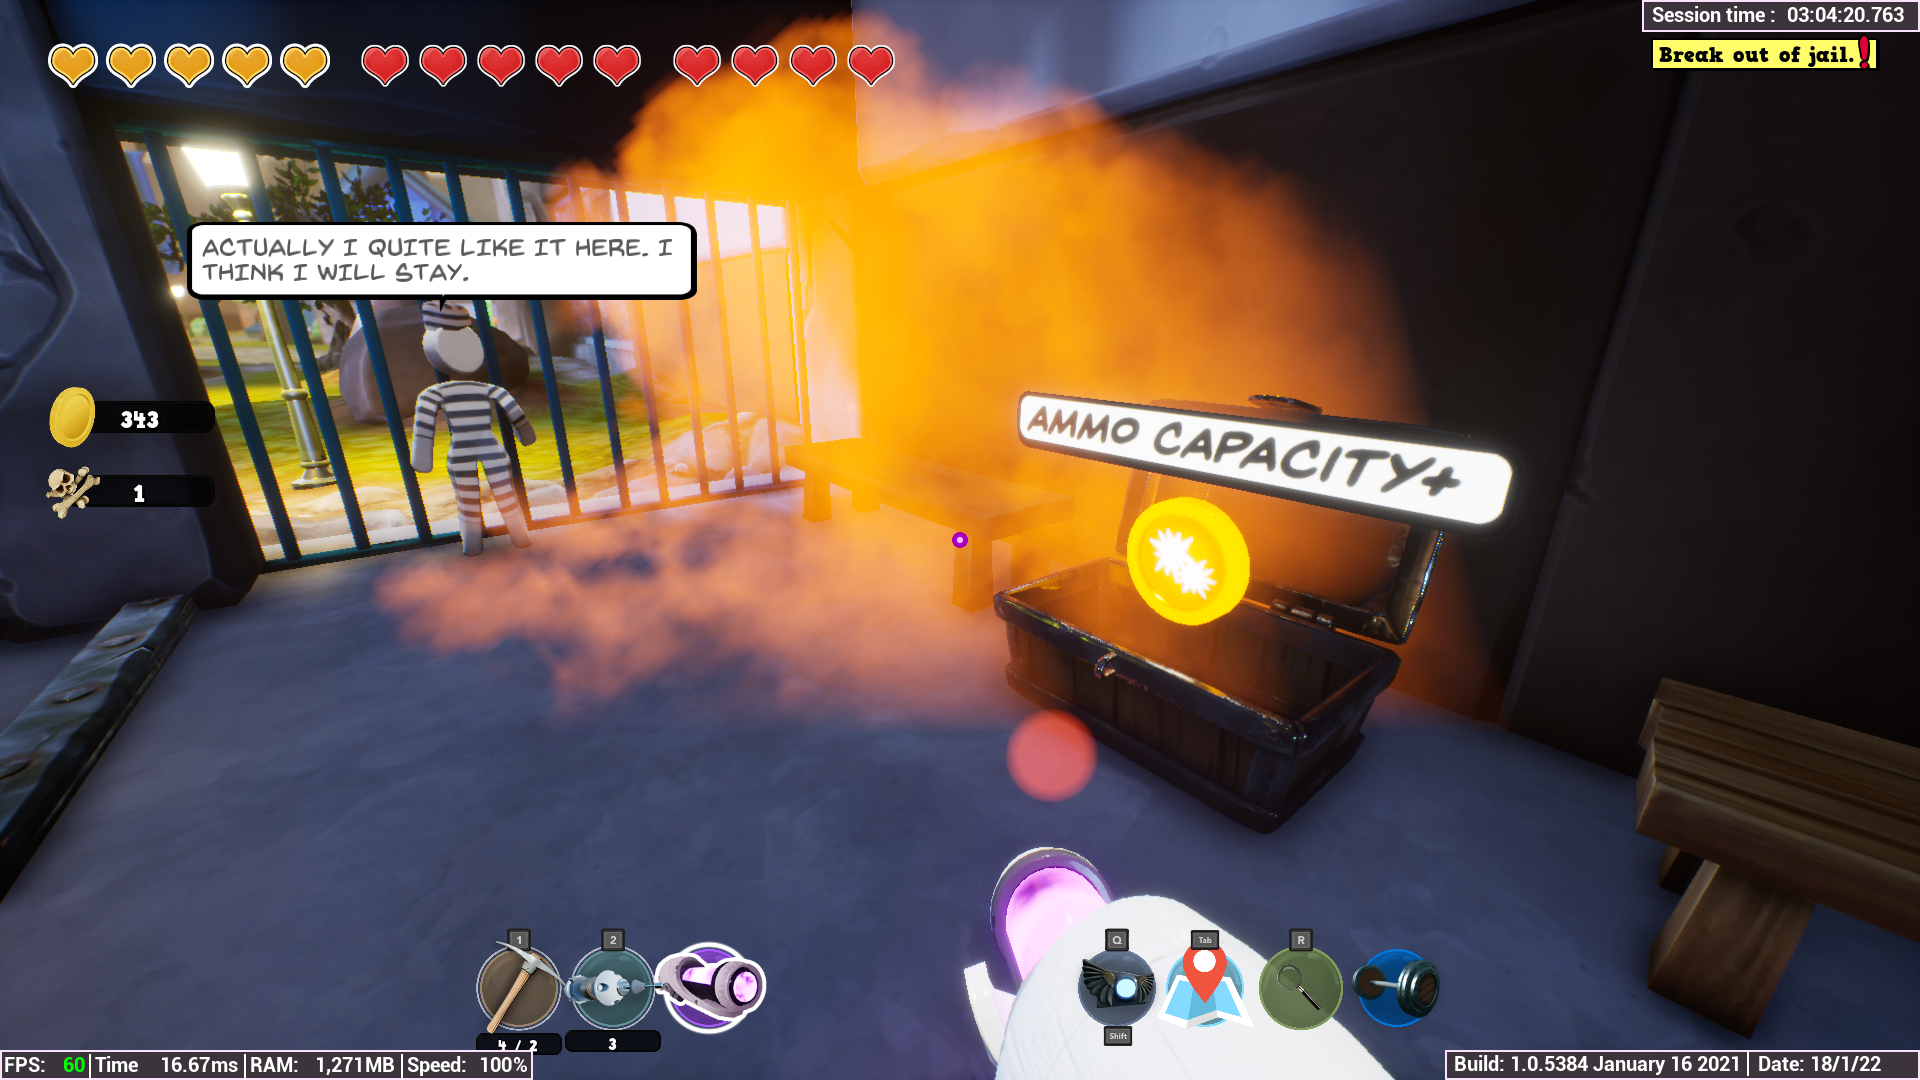 Session time : 03:04:20.763
Break out of jail.!
ACTUALLY I QUITE LIKE IT HERE. I
THINK I WILL STAY.
343
1
AMMO CAPACITY+
1
2
Q
Tab
R
Shift
4 / 2
3
FPS: 60 Time 16.67ms RAM: 1,271MB Speed: 100%
Build: 1.0.5384 January 16 2021 Date: 18/1/22